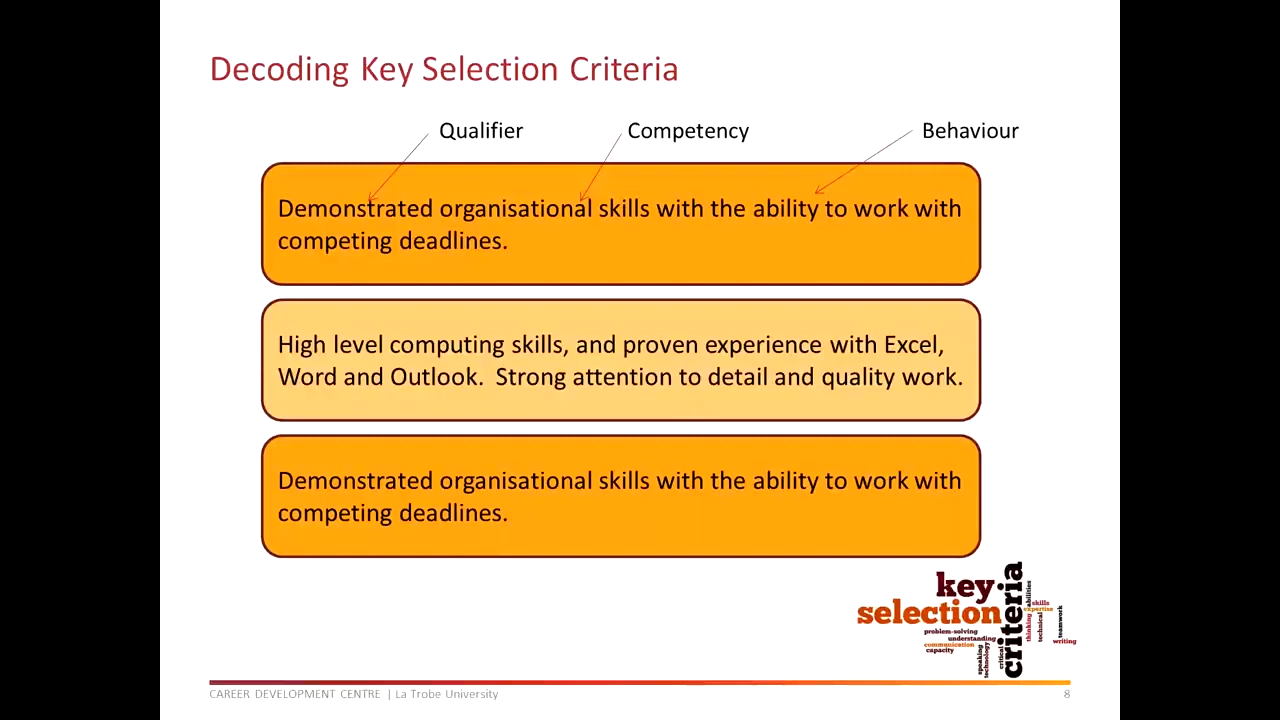 Decoding Key Selection Criteria
Qualifier
Competency
Behaviour
Demonstrated organisational skills with the ability to work with
competing deadlines.
High level computing skills, and proven experience with Excel,
Word and Outlook.  Strong attention to detail and quality work.
Demonstrated organisational skills with the ability to work with
competing deadlines.
key
selection
criteria
problem-solving
understanding
communication
capacity
speaking
technology
critical
thinking
abilities
skills
expertise
technical
teamwork
writing
CAREER DEVELOPMENT CENTRE | La Trobe University
8